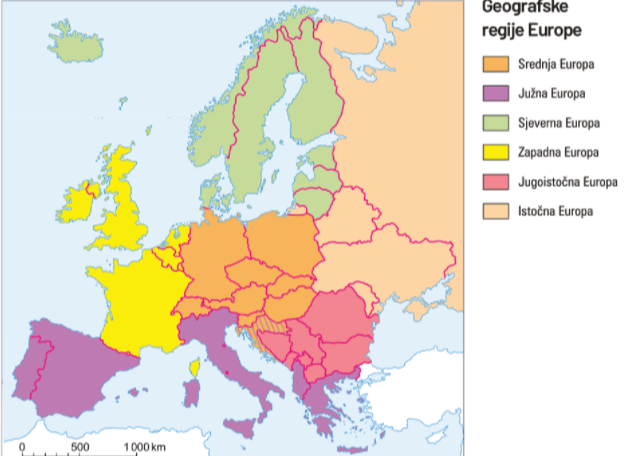 Geografske
regije Europe
Srednja Europa
Južna Europa
Sjeverna Europa
Zapadna Europa
Jugoistočna Europa
Istočna Europa
0 500 1 000 km